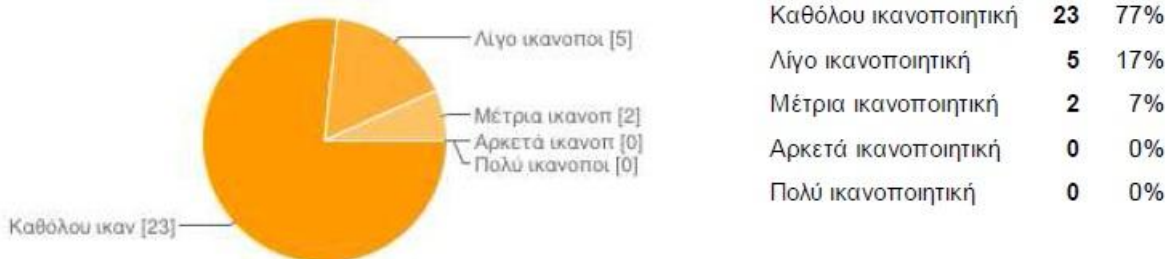 Λίγο ικανοποι [5]
Μέτρια ικανοπ [2]
Αρκετά ικανοπ [0]
Πολύ ικανοποι [0]
Καθόλου ικαν [23]
Καθόλου ικανοποιητική 23 77%
Λίγο ικανοποιητική 5 17%
Μέτρια ικανοποιητική 2 7%
Αρκετά ικανοποιητική 0 0%
Πολύ ικανοποιητική 0 0%